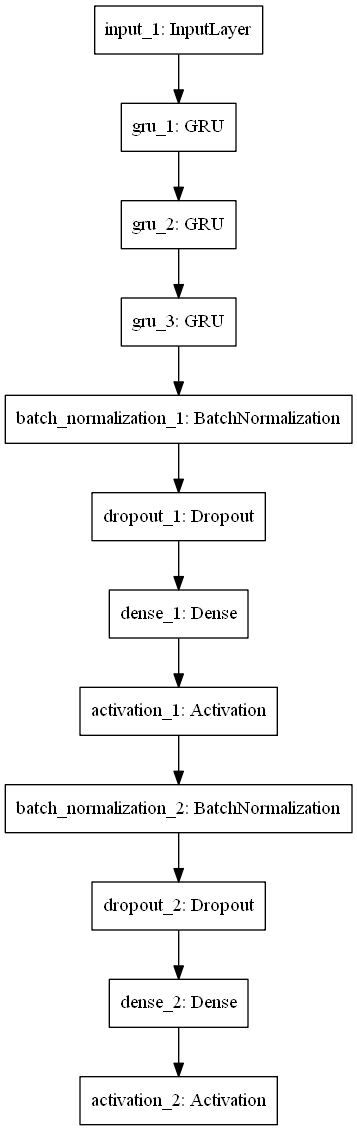 input_1: InputLayer
gru_1: GRU
gru_2: GRU
gru_3: GRU
batch_normalization_1: BatchNormalization
dropout_1: Dropout
dense_1: Dense
activation_1: Activation
batch_normalization_2: BatchNormalization
dropout_2: Dropout
dense_2: Dense
activation_2: Activation